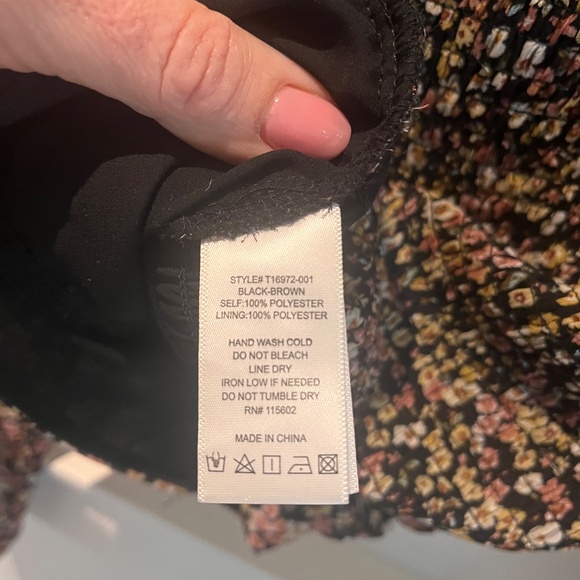 STYLE# T16972-001
BLACK-BROWN
SELF:100% POLYESTER
LINING:100% POLYESTER
HAND WASH COLD
DO NOT BLEACH
LINE DRY
IRON LOW IF NEEDED
DO NOT TUMBLE DRY
RN# 115602
MADE IN CHINA